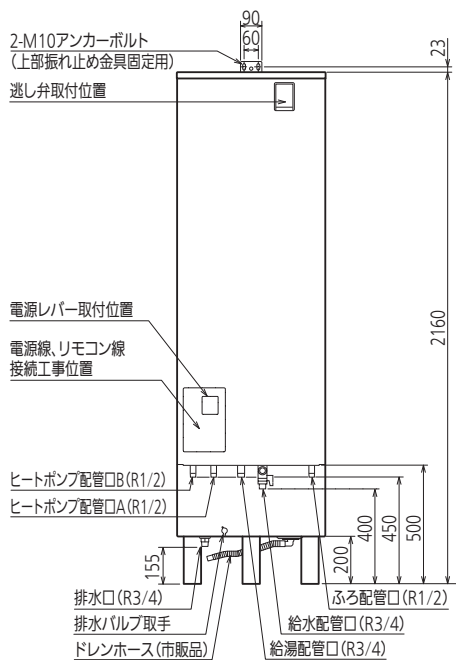 90
60
2-M10アンカーボルト
(上部振れ止め金具固定用)
23
逃し弁取付位置
2160
電源レバー取付位置
電源線、リモコン線
接続工事位置
ヒートポンプ配管口B(R1/2)
ヒートポンプ配管口A(R1/2)
155
200
400
450
500
排水口(R3/4)
ふろ配管口(R1/2)
排水バルブ取手
給水配管口(R3/4)
ドレンホース(市販品)
給湯配管口(R3/4)